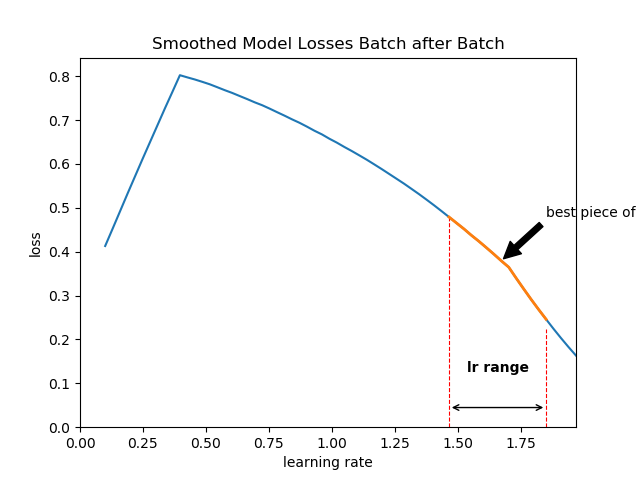 Smoothed Model Losses Batch after Batch
0.8
0.7
0.6
0.5
best piece of
0.4
loss
0.3
0.2
lr range
0.1
0.0
0.00 0.25 0.50 0.75 1.00 1.25 1.50 1.75
learning rate